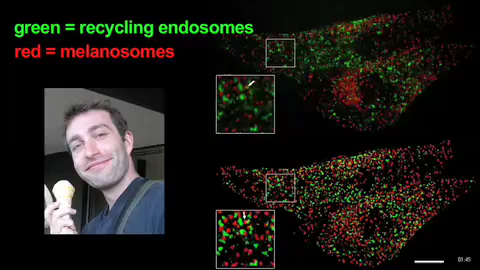 green = recycling endosomes
red = melanosomes
01:45